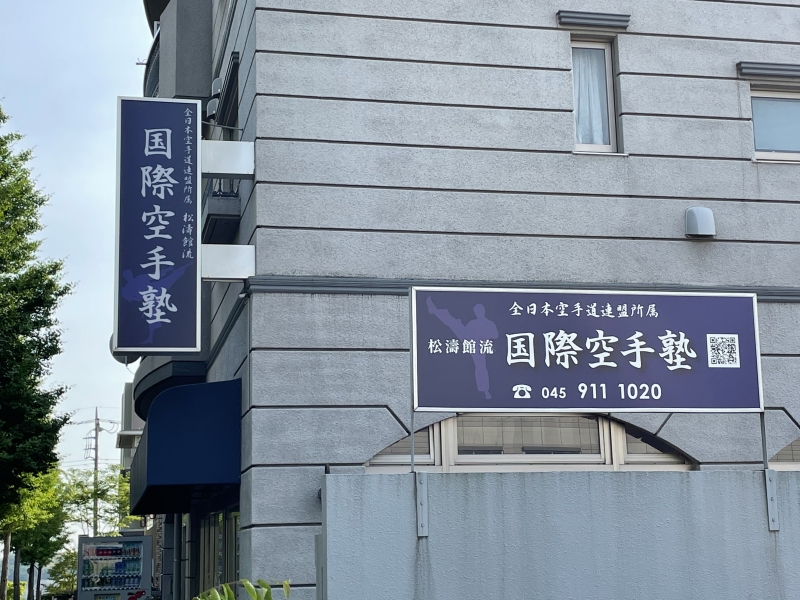 全日本空手道連盟所属 松濤館流
国際空手塾
全日本空手道連盟所属
松濤館流 国際空手塾
☎ 045 911 1020